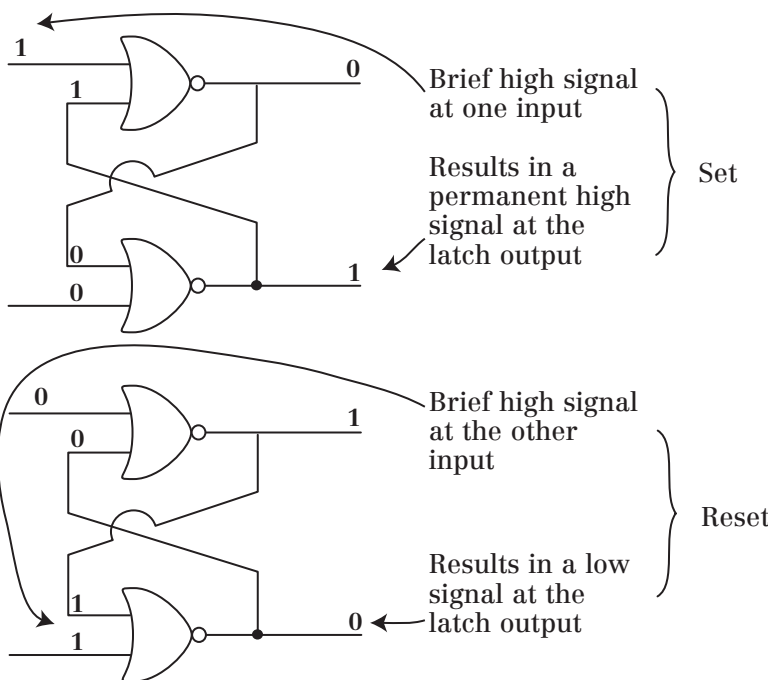 1
1
0
Brief high signal
at one input
Results in a
permanent high
signal at the
latch output
Set
0
0
1
0
0
1
Brief high signal
at the other
input
Reset
Results in a low
signal at the
latch output
1
1
0